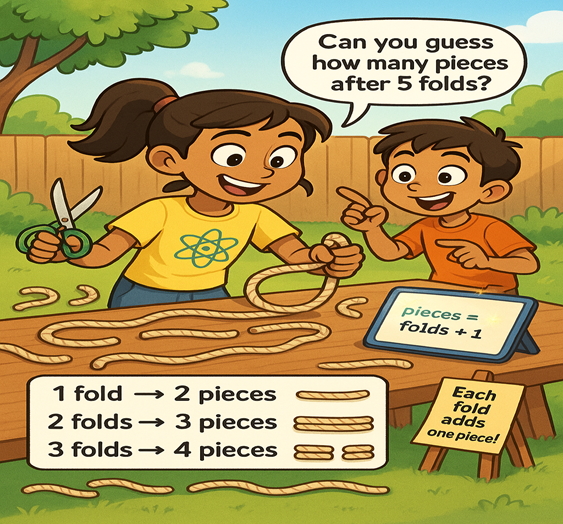 Can you guess
how many pieces
after 5 folds?
pieces =
folds + 1
1 fold → 2 pieces
2 folds → 3 pieces
3 folds → 4 pieces
Each
fold
adds
one piece!